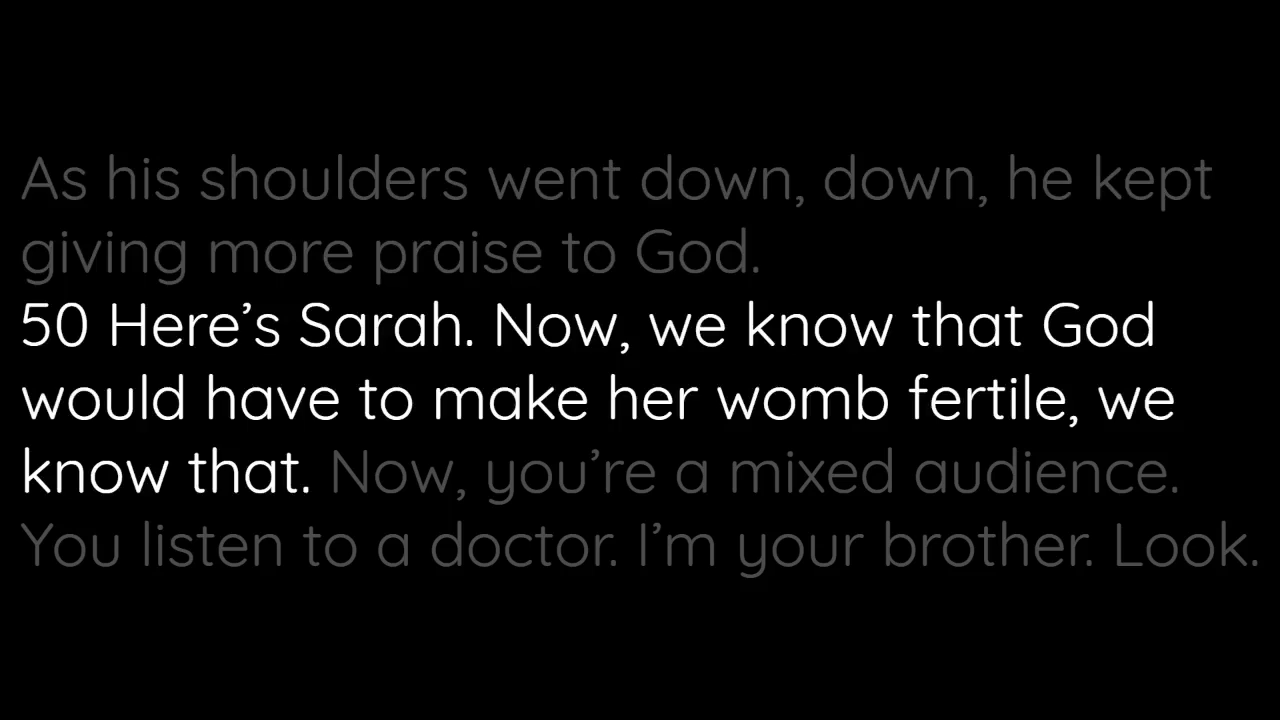 As his shoulders went down, down, he kept
giving more praise to God.
50 Here’s Sarah. Now, we know that God
would have to make her womb fertile, we
know that. Now, you’re a mixed audience.
You listen to a doctor. I’m your brother. Look.